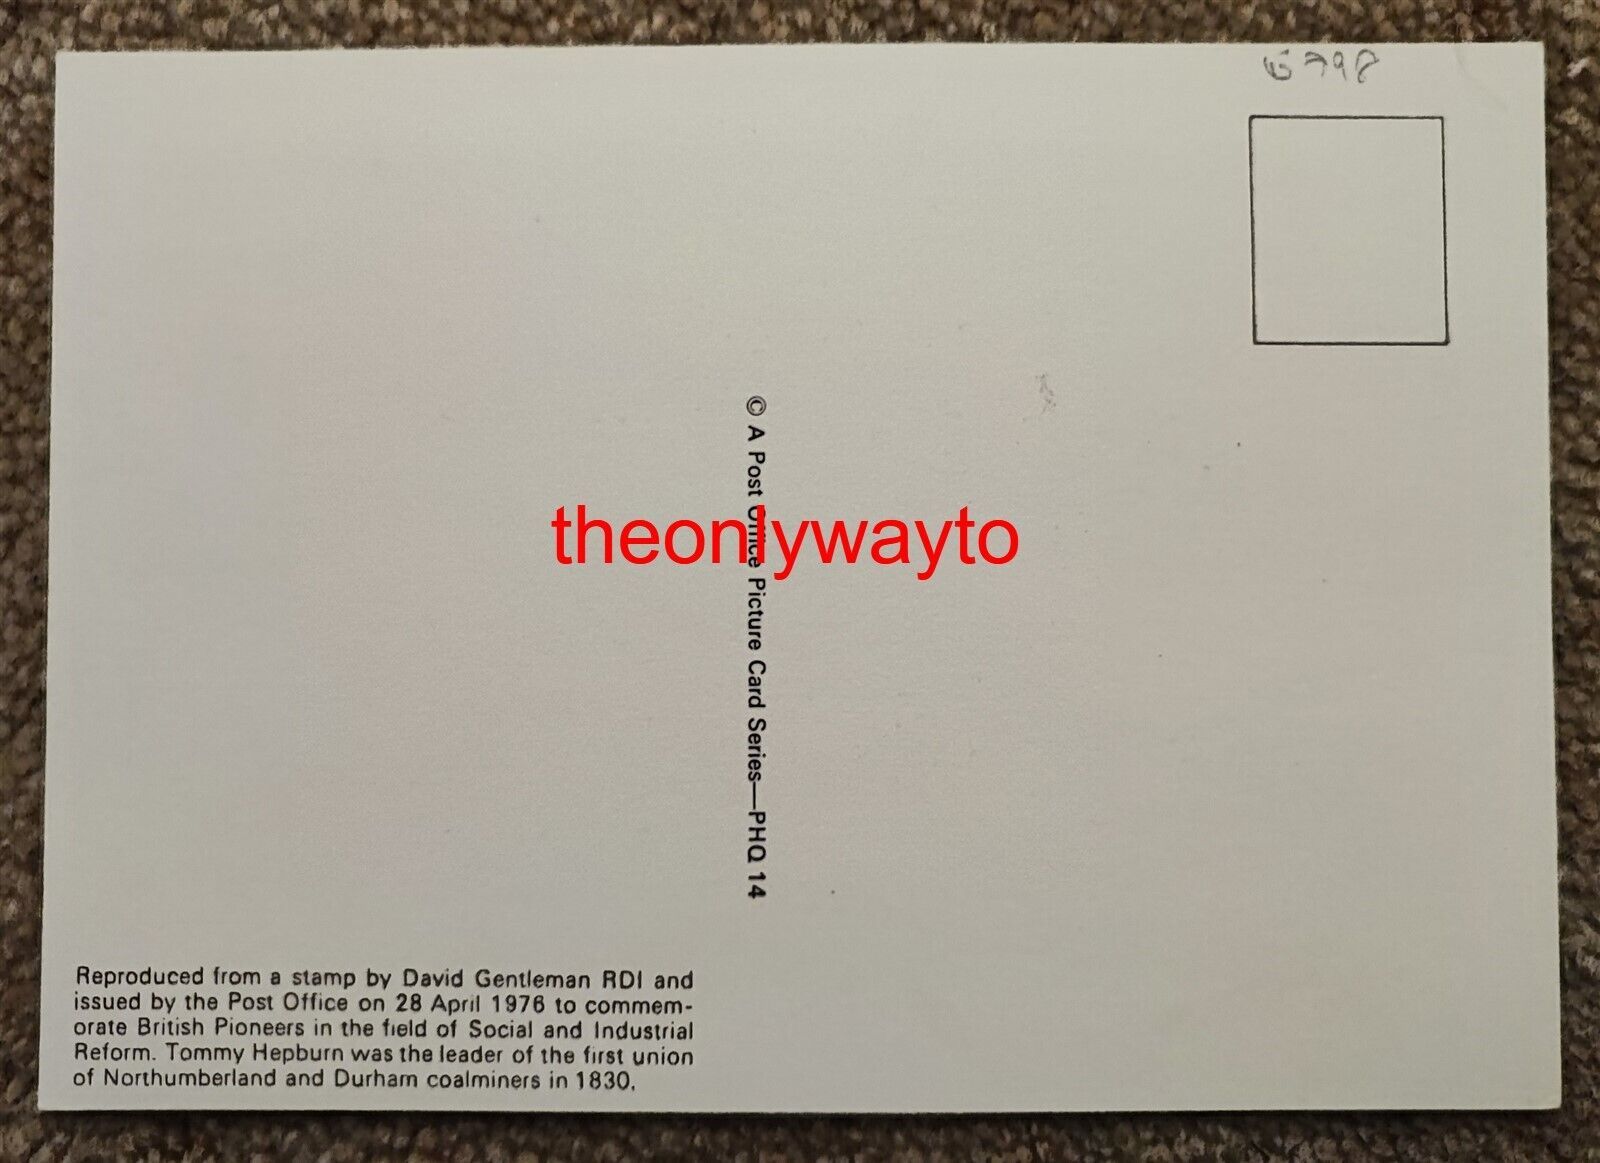 © A Post Office Picture Card Series—PHQ 14
theonlywayto
Reproduced from a stamp by David Gentleman RDI and
issued by the Post Office on 28 April 1976 to commem-
orate British Pioneers in the field of Social and Industrial
Reform. Tommy Hepburn was the leader of the first union
of Northumberland and Durham coalminers in 1830.